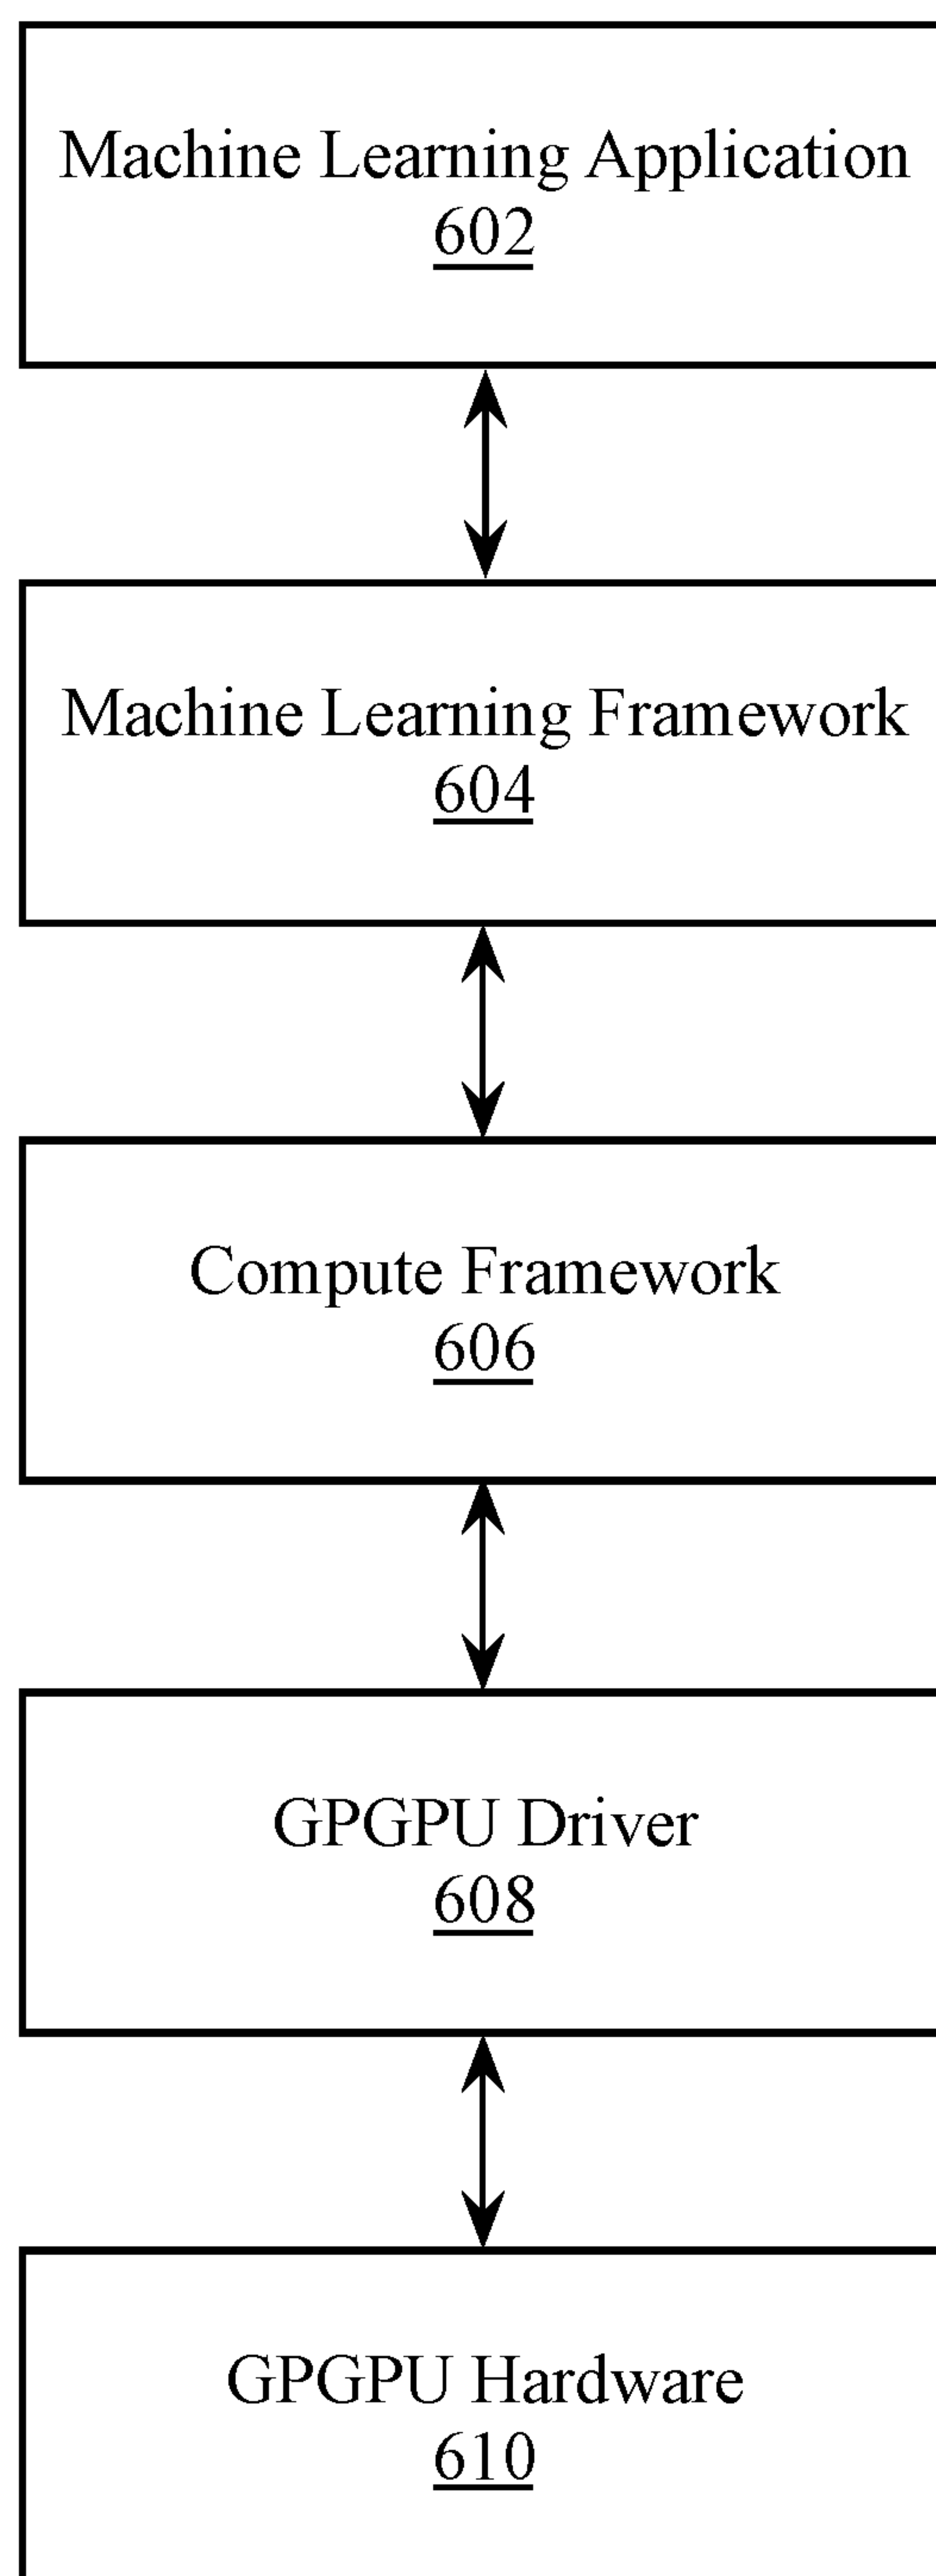 Machine Learning Application
602
Machine Learning Framework
604
Compute Framework
606
GPGPU Driver
608
GPGPU Hardware
610